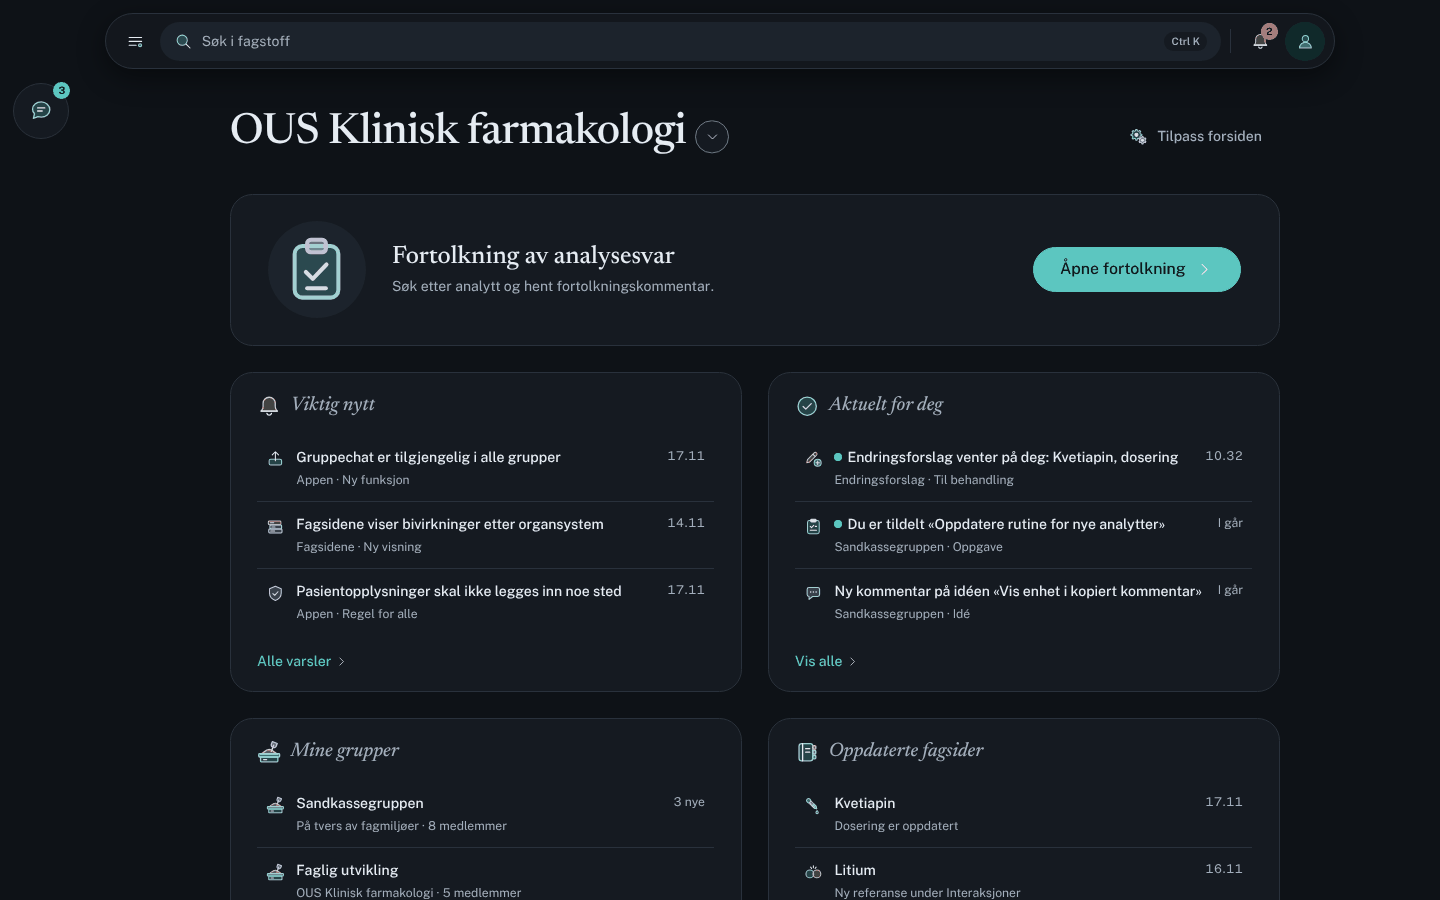 Søk i fagstoff
Ctrl K
2
3
OUS Klinisk farmakologi
Tilpass forsiden
Fortolkning av analysesvar
Søk etter analytt og hent fortolkningskommentar.
Åpne fortolkning
Viktig nytt
Gruppechat er tilgjengelig i alle grupper
17.11
Appen · Ny funksjon
Fagsidene viser bivirkninger etter organsystem
14.11
Fagsidene · Ny visning
Pasientopplysninger skal ikke legges inn noe sted
17.11
Appen · Regel for alle
Alle varsler
Aktuelt for deg
Endringsforslag venter på deg: Kvetiapin, dosering
10.32
Endringsforslag · Til behandling
Du er tildelt «Oppdatere rutine for nye analytter»
I går
Sandkassegruppen · Oppgave
Ny kommentar på idéen «Vis enhet i kopiert kommentar»
I går
Sandkassegruppen · Idé
Vis alle
Mine grupper
Sandkassegruppen
3 nye
På tvers av fagmiljøer · 8 medlemmer
Faglig utvikling
OUS Klinisk farmakologi · 5 medlemmer
Oppdaterte fagsider
Kvetiapin
17.11
Dosering er oppdatert
Litium
16.11
Ny referanse under Interaksjoner